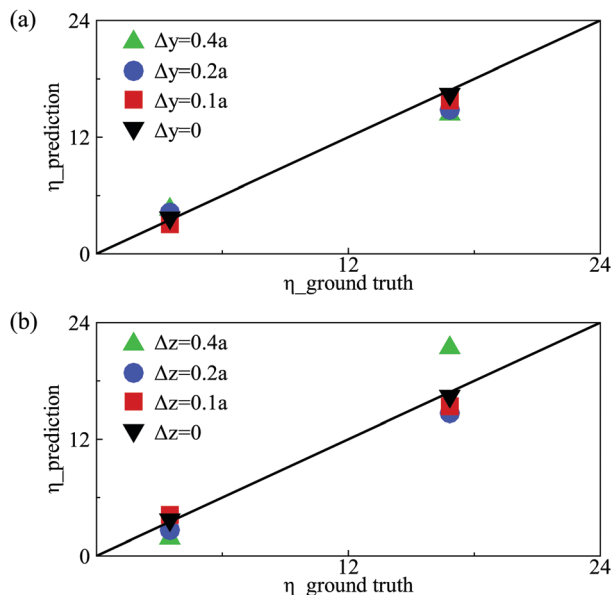 (a)
24
Δy=0.4a
Δy=0.2a
Δy=0.1a
Δy=0
η_prediction
12
0
12
24
η_ground truth
(b)
24
Δz=0.4a
Δz=0.2a
Δz=0.1a
Δz=0
η_prediction
12
0
12
24
η_ground truth